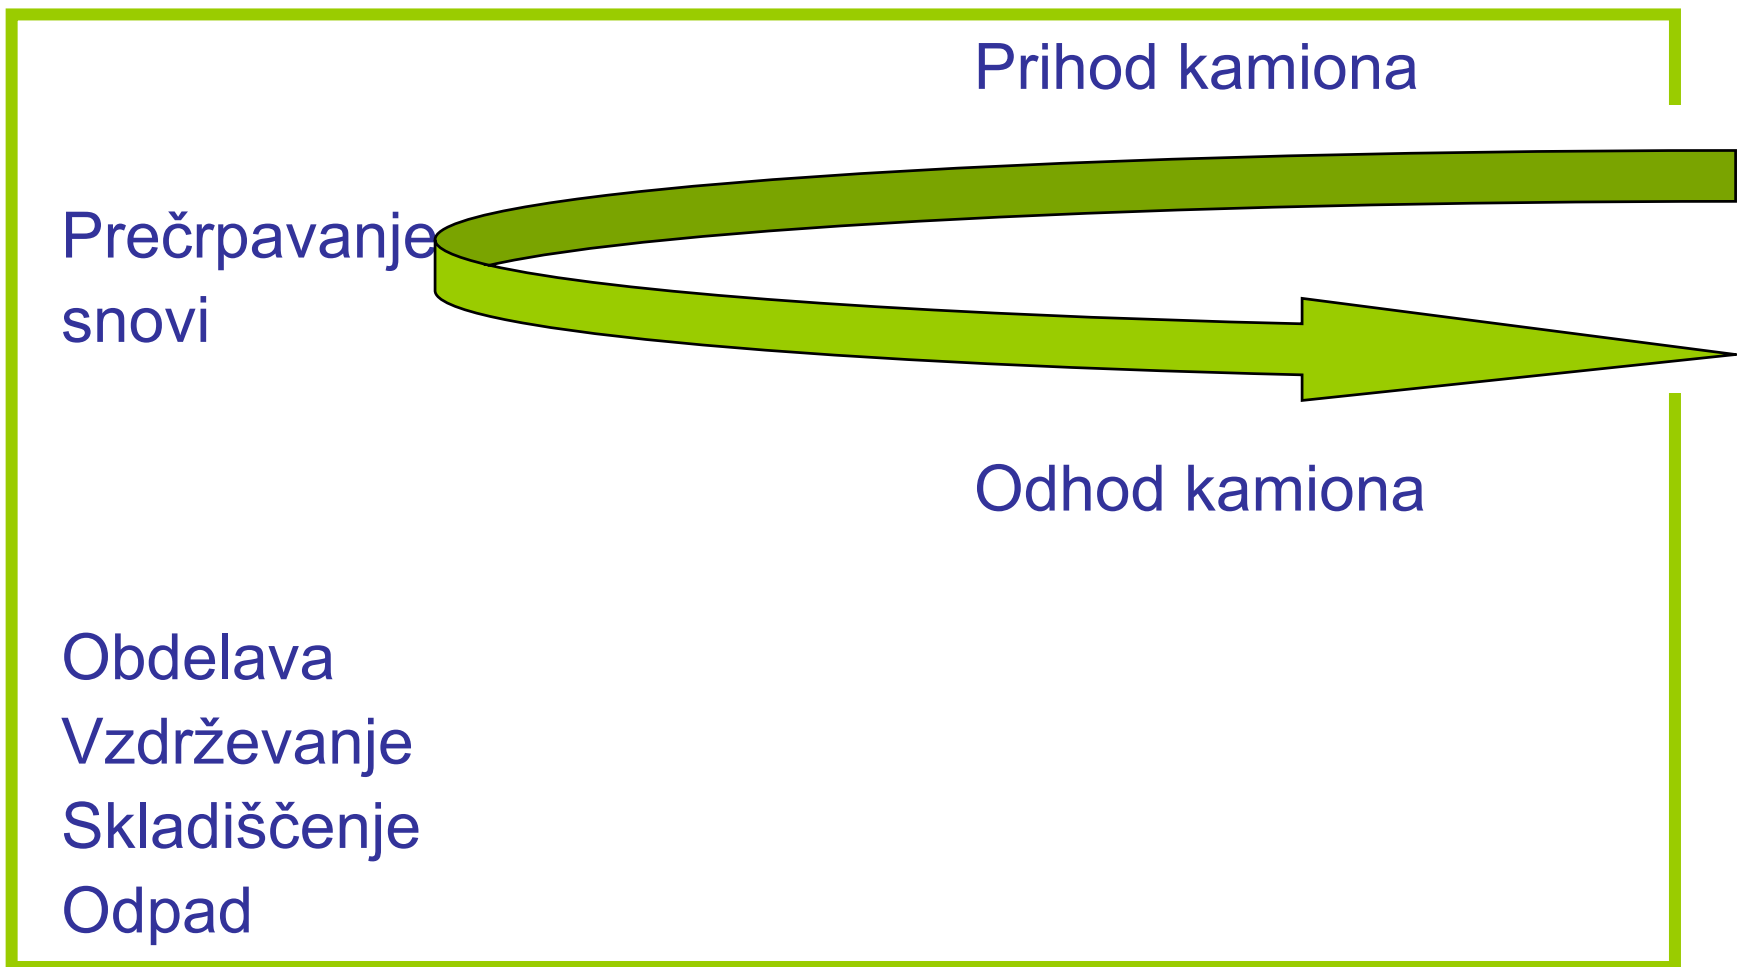 Prihod kamiona
Prečrpavanje
snovi
Odhod kamiona
Obdelava
Vzdrževanje
Skladiščenje
Odpad